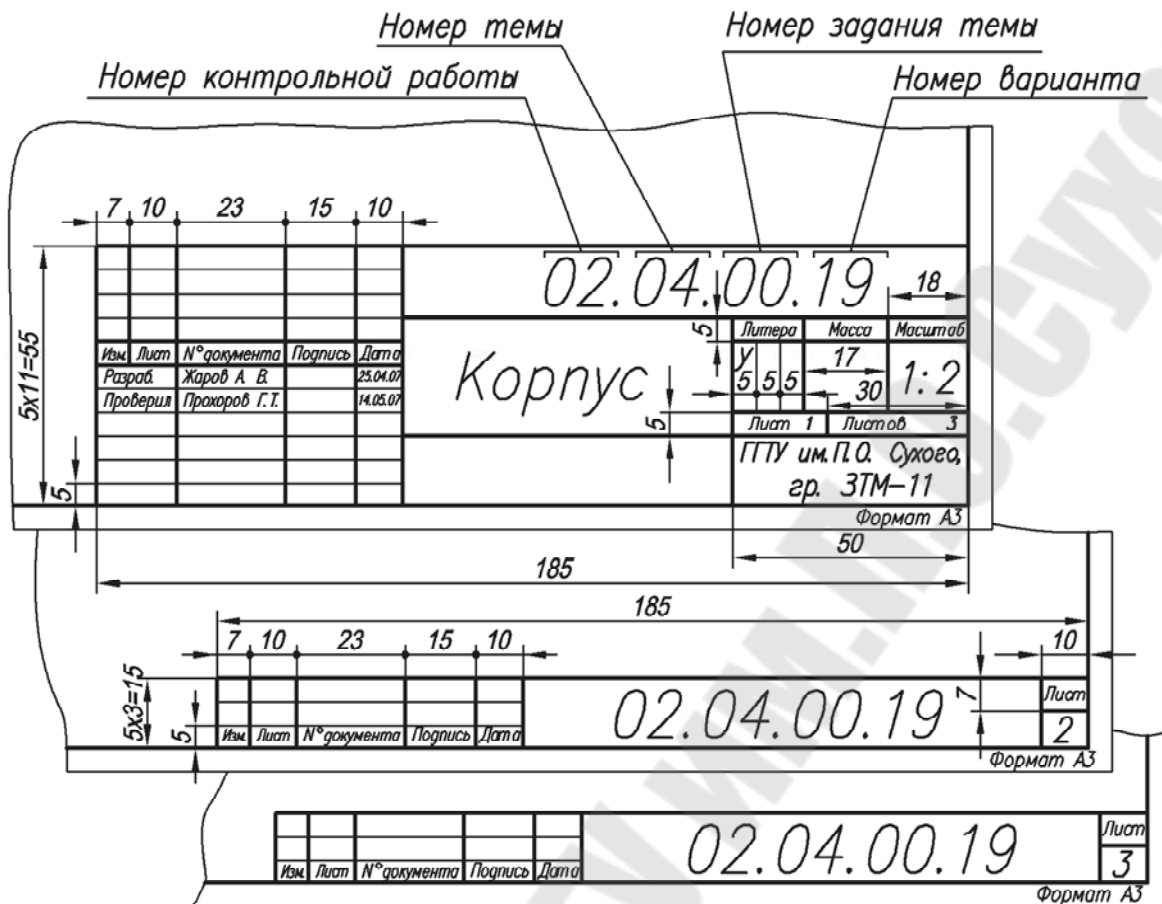 Номер темы
Номер задания темы
Номер контрольной работы
Номер варианта
7 10 23 15 10
02.04.00.19
18
5
Литера Масса Масштаб
Изм. Лист N°документа Подпись Дата
Разраб. Жаров А. В. 25.04.07
Проверил Прохоров Г.Т. 14.05.07
Корпус
У
5 5 5
17
30
1:2
5x11=55
5
Лист 1 Листов 3
ГГТУ им. П.О. Сухого,
гр. ЗТМ-11
5
Формат А3
50
185
185
7 10 23 15 10
10
5x3=15
5
Изм. Лист N°документа Подпись Дата
02.04.00.19
7
Лист
2
Формат А3
Изм. Лист N°документа Подпись Дата
02.04.00.19
Лист
3
Формат А3
ГТУ им.П.О.Сухо